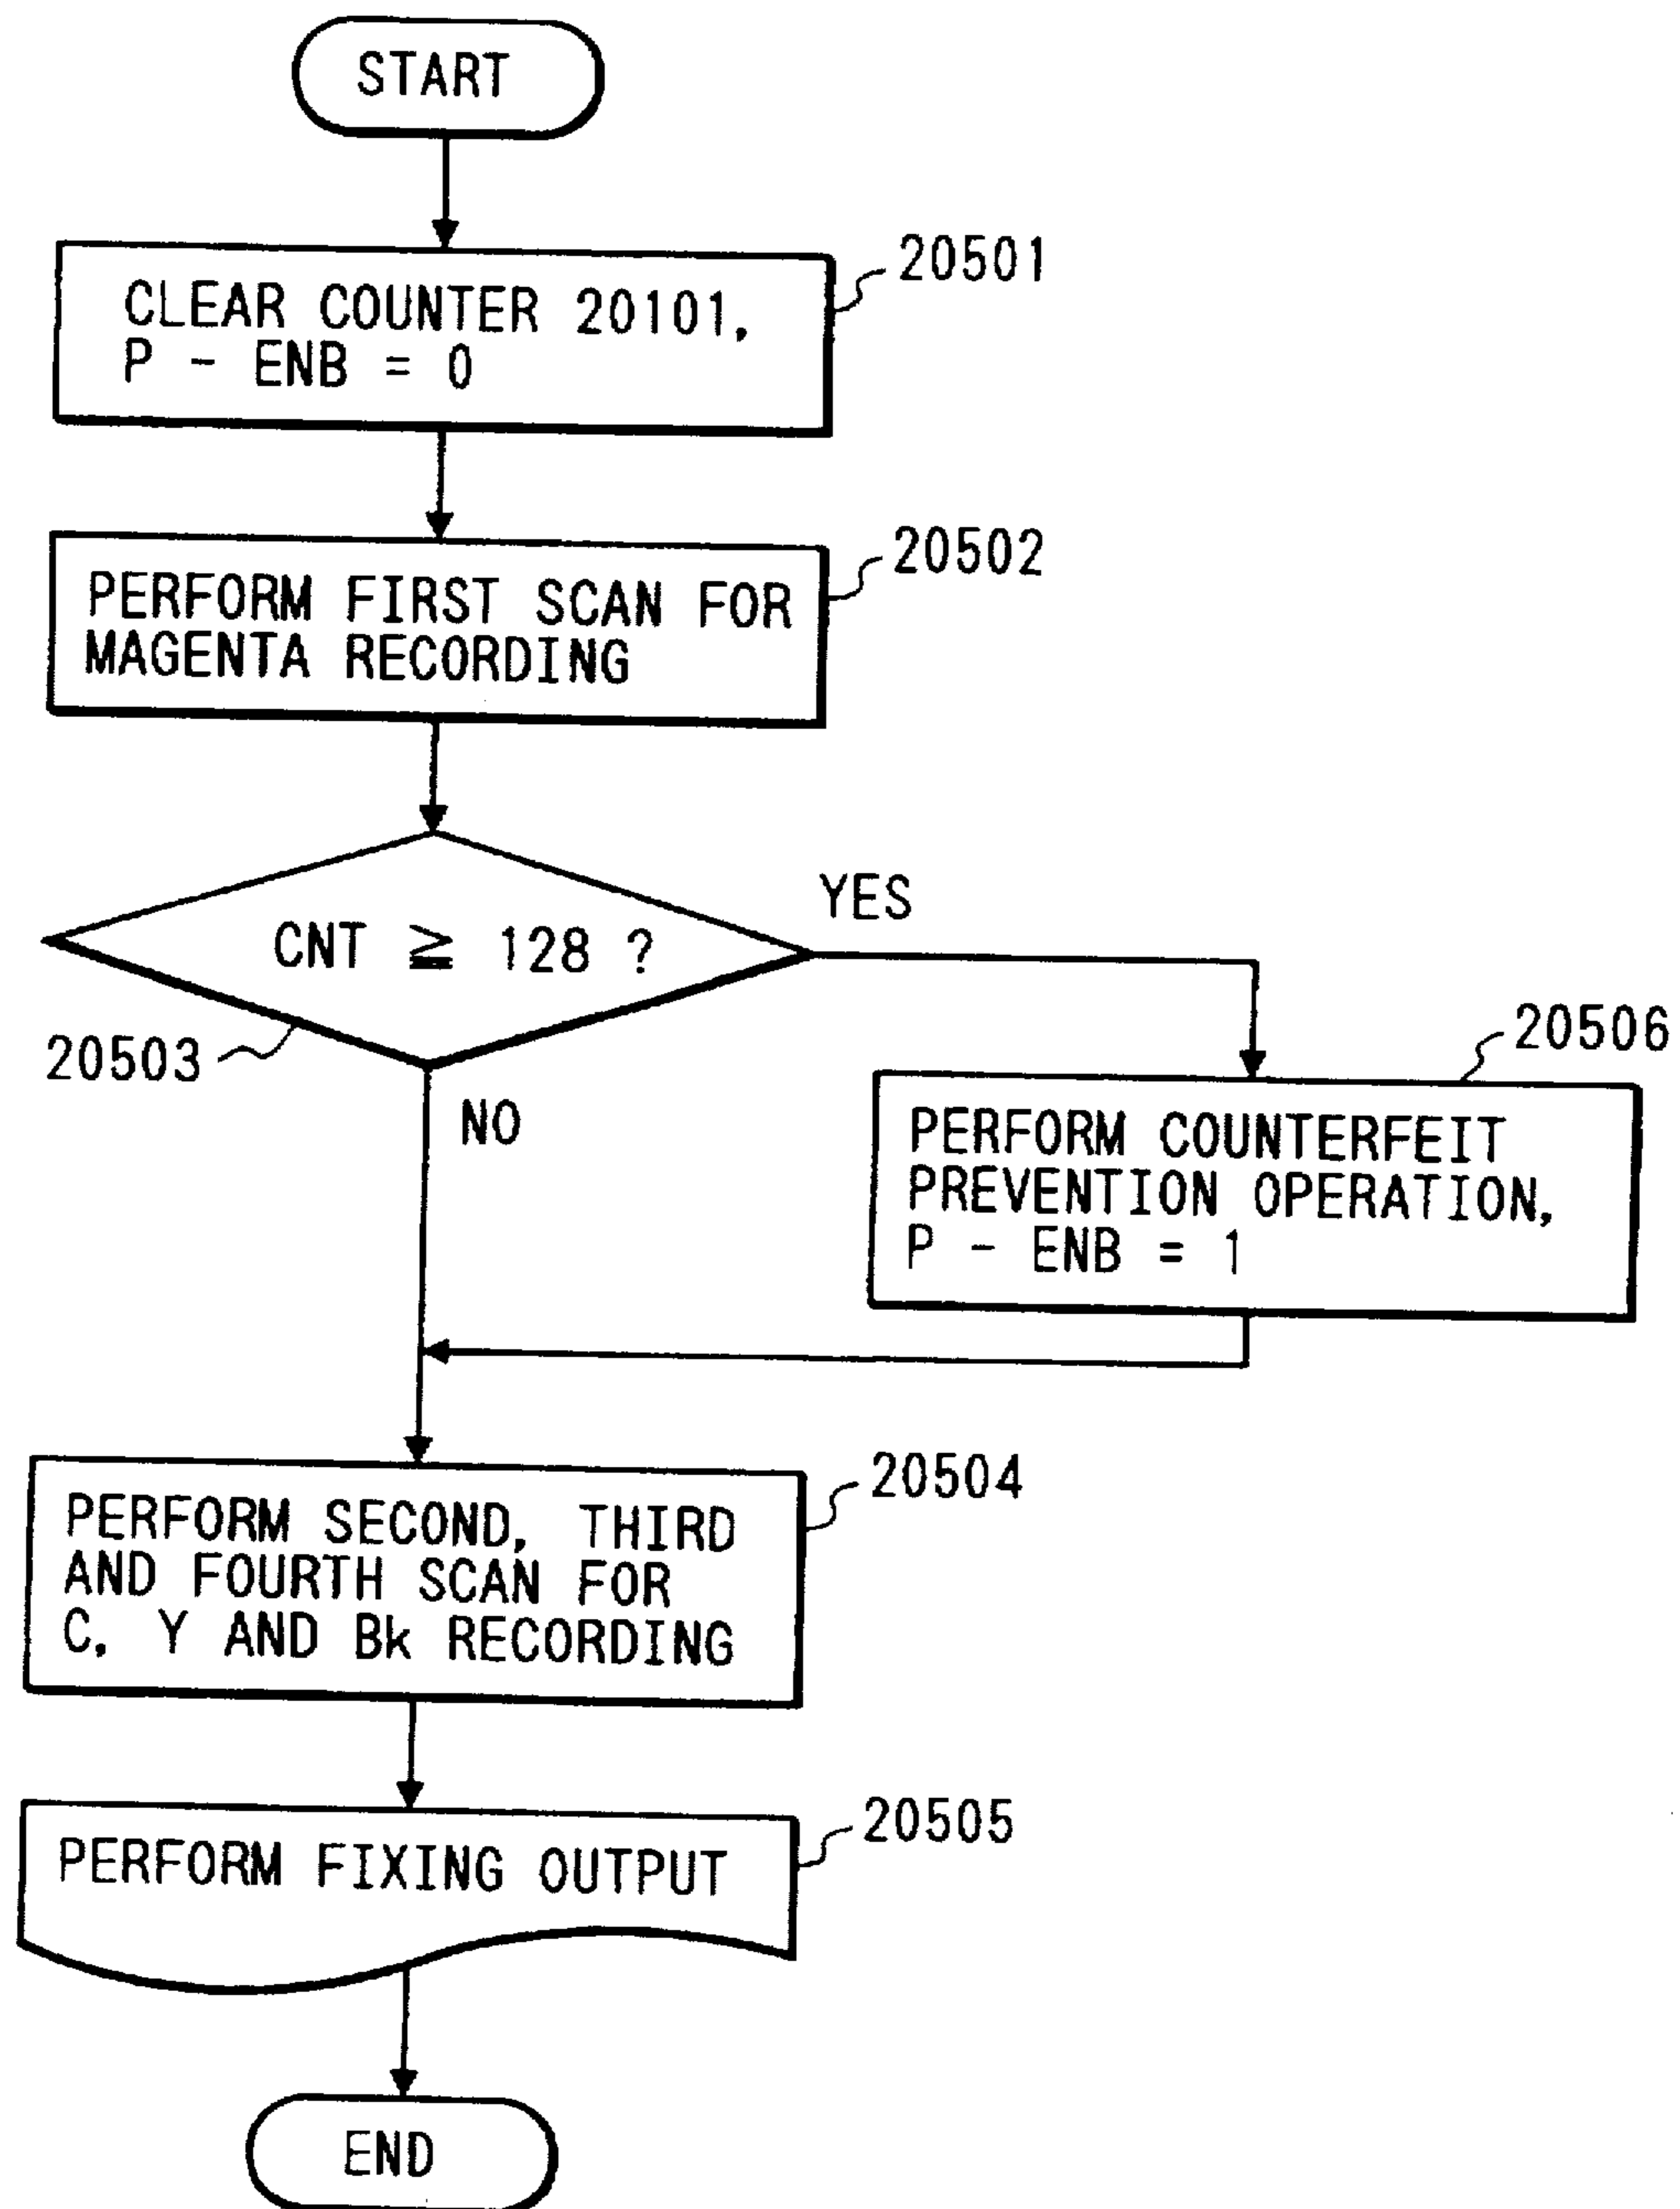 START
20501
CLEAR COUNTER 20101,
P - ENB = 0
20502
PERFORM FIRST SCAN FOR
MAGENTA RECORDING
YES
CNT ≧ 128 ?
20503
NO
20506
PERFORM COUNTERFEIT
PREVENTION OPERATION,
P - ENB = 1
20504
PERFORM SECOND, THIRD
AND FOURTH SCAN FOR
C, Y AND Bk RECORDING
20505
PERFORM FIXING OUTPUT
END